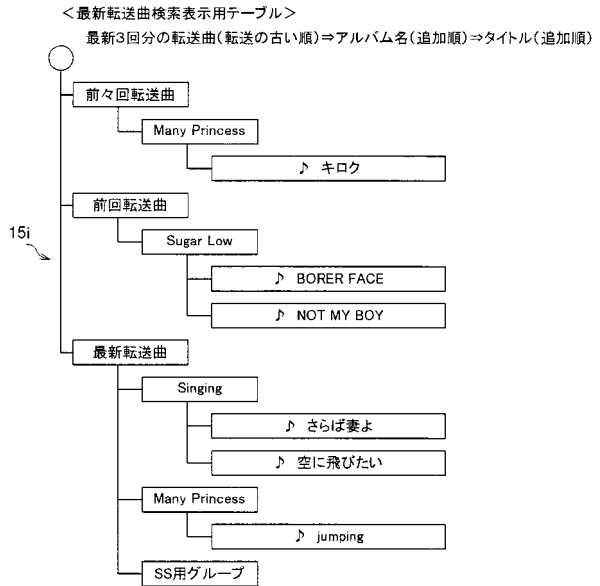 ＜最新転送曲検索表示用テーブル＞
最新3回分の転送曲(転送の古い順)⇒アルバム名(追加順)⇒タイトル(追加順)
前々回転送曲
Many Princess
♪ キロク
前回転送曲
15i
Sugar Low
♪ BORER FACE
♪ NOT MY BOY
最新転送曲
Singing
♪ さらば妻よ
♪ 空に飛びたい
Many Princess
♪ jumping
SS用グループ